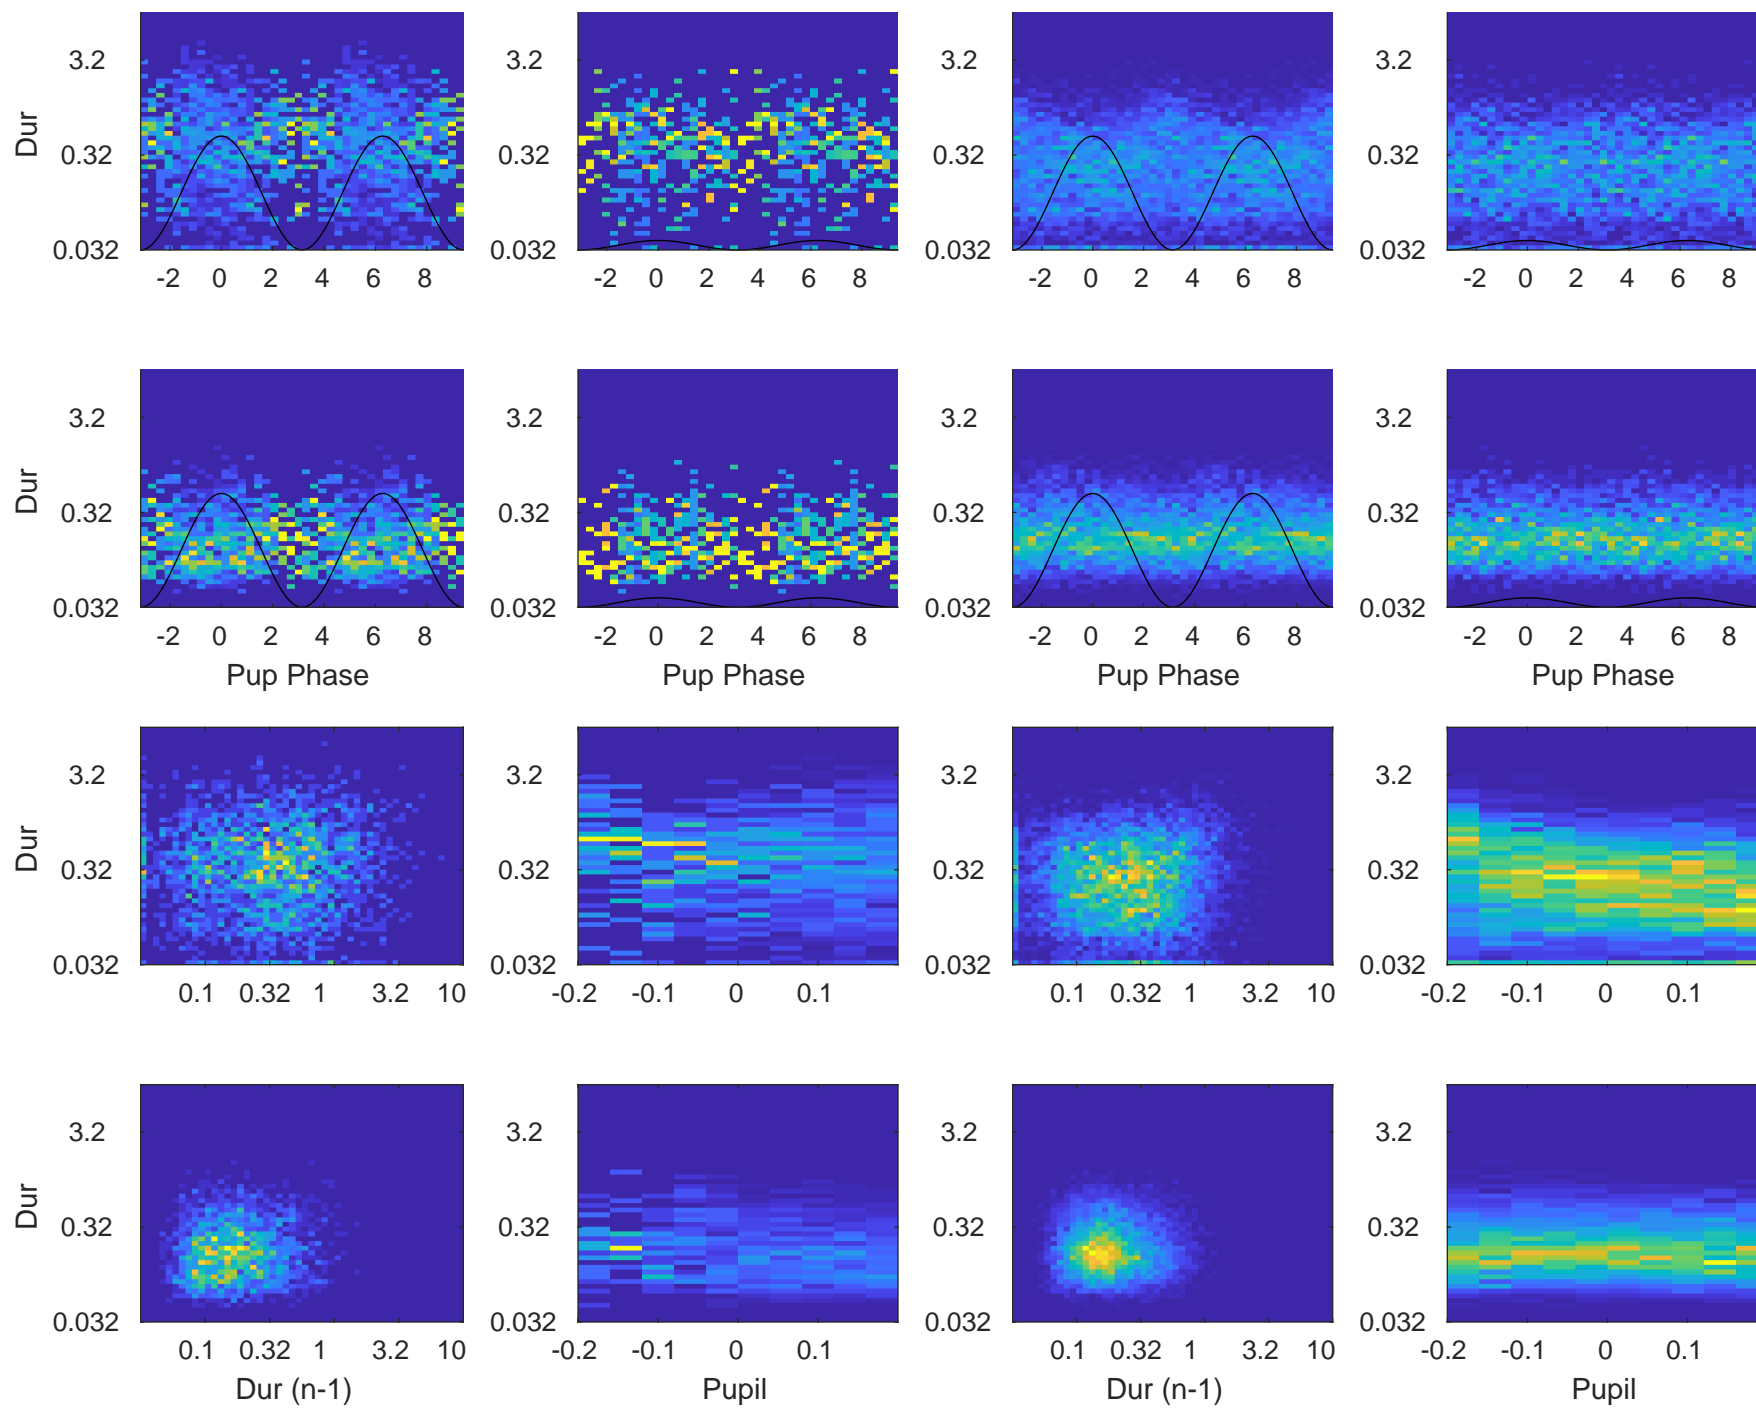 3.2 3.2 3.2 3.2
Dur
0.32 0.32 0.32 0.32
0.032 0.032 0.032 0.032
-2 0 2 4 6 8 -2 0 2 4 6 8 -2 0 2 4 6 8 -2 0 2 4 6 8
3.2 3.2 3.2 3.2
Dur
0.32 0.32 0.32 0.32
0.032 0.032 0.032 0.032
-2 0 2 4 6 8 -2 0 2 4 6 8 -2 0 2 4 6 8 -2 0 2 4 6 8
Pup Phase Pup Phase Pup Phase Pup Phase
3.2 3.2 3.2 3.2
Dur
0.32 0.32 0.32 0.32
0.032 0.032 0.032 0.032
0.1 0.32 1 3.2 10 -0.2 -0.1 0 0.1 0.1 0.32 1 3.2 10 -0.2 -0.1 0 0.1
3.2 3.2 3.2 3.2
Dur
0.32 0.32 0.32 0.32
0.032 0.032 0.032 0.032
0.1 0.32 1 3.2 10 -0.2 -0.1 0 0.1 0.1 0.32 1 3.2 10 -0.2 -0.1 0 0.1
Dur (n-1) Pupil Dur (n-1) Pupil